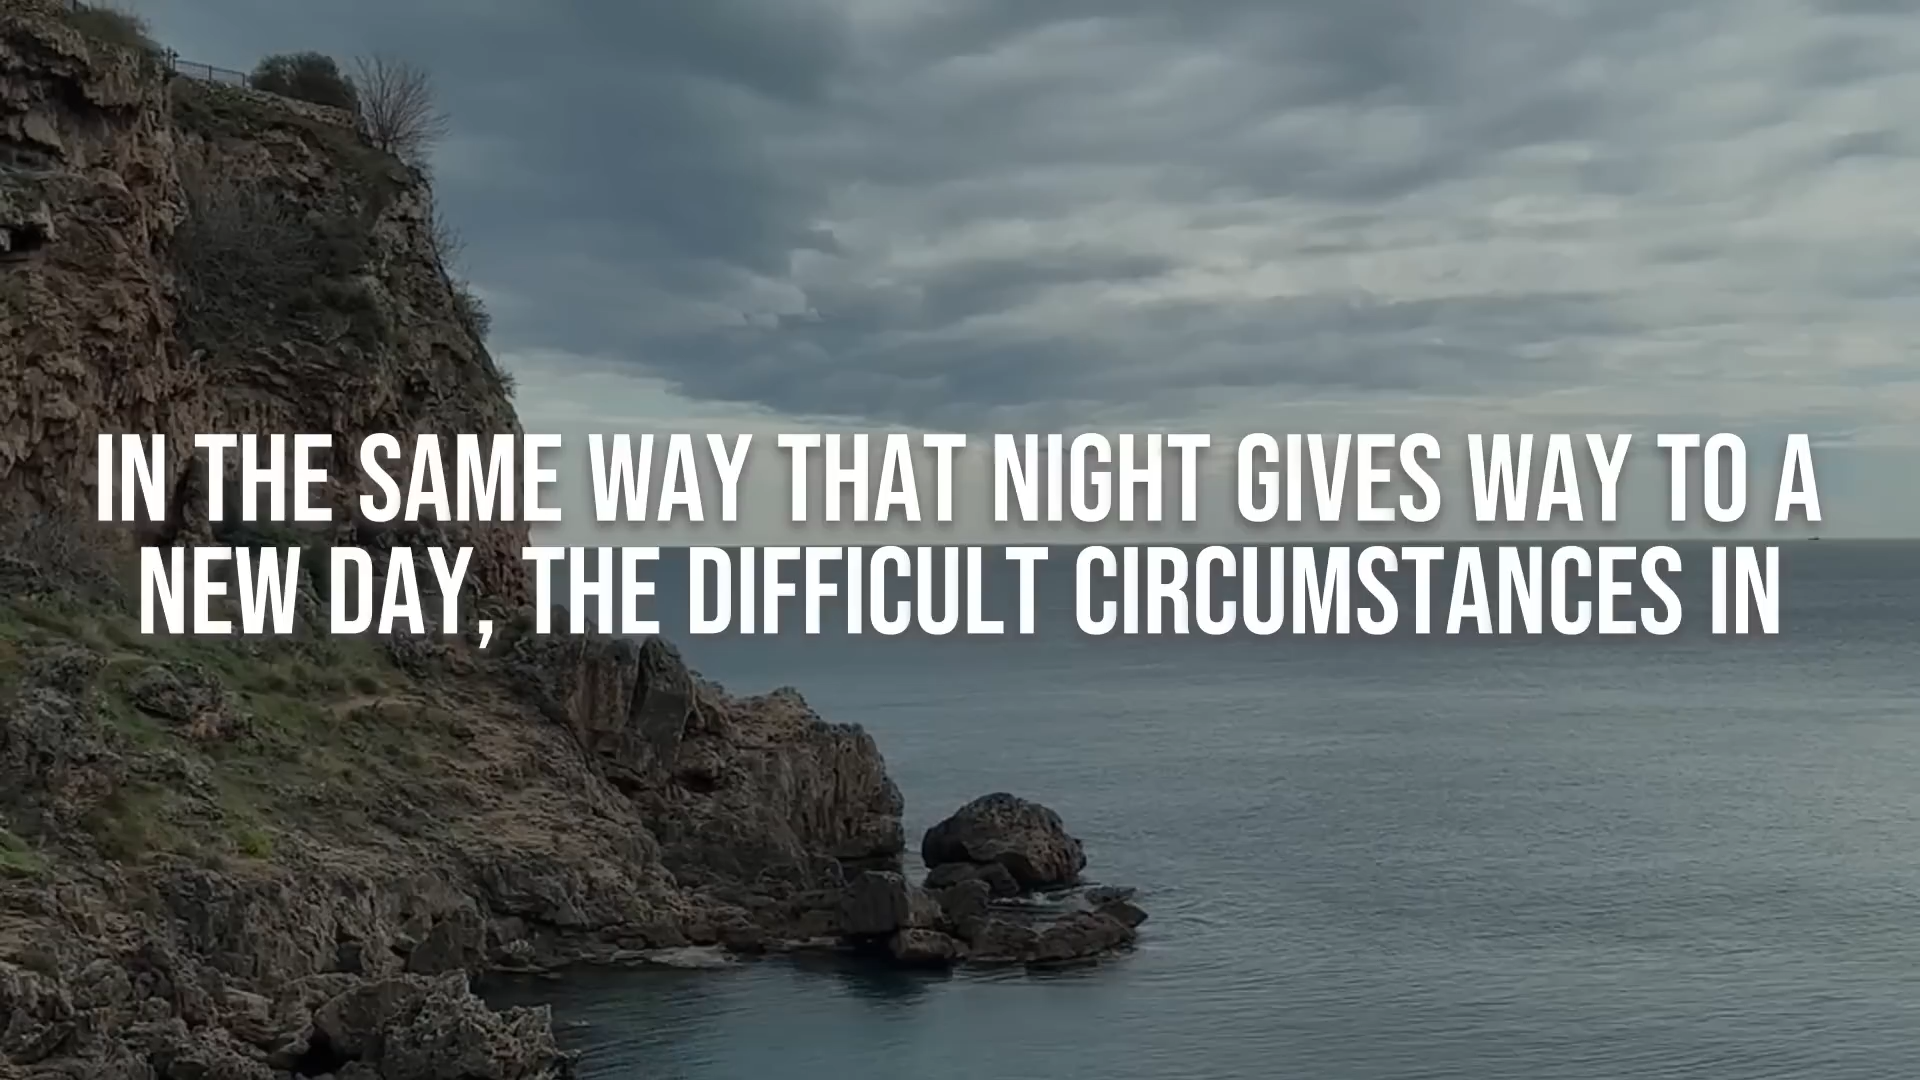 IN THE SAME WAY THAT NIGHT GIVES WAY TO A
NEW DAY, THE DIFFICULT CIRCUMSTANCES IN